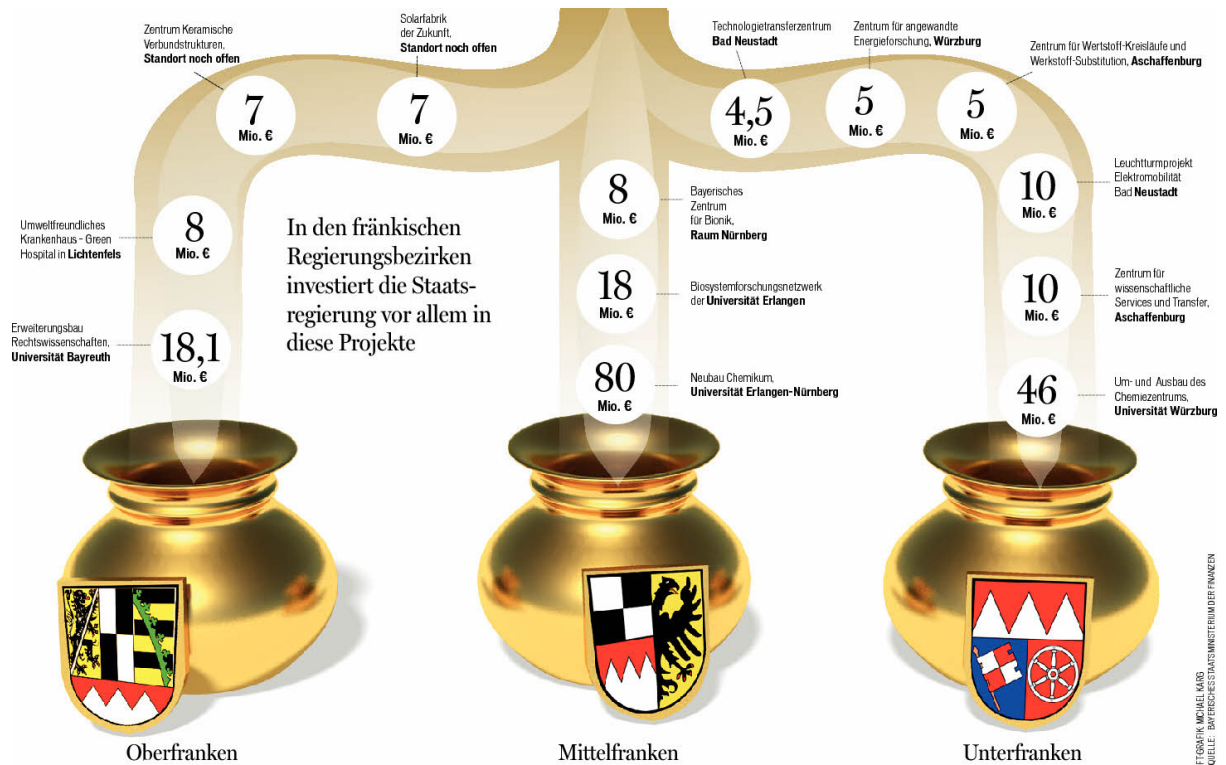 Zentrum Keramische
Verbundstrukturen,
Standort noch offen
7
Mio. €
Solarfabrik
der Zukunft,
Standort noch offen
7
Mio. €
Technologietransferzentrum
Bad Neustadt
4,5
Mio. €
Zentrum für angewandte
Energieforschung, Würzburg
5
Mio. €
Zentrum für Wertstoff-Kreisläufe und
Werkstoff-Substitution, Aschaffenburg
5
Mio. €
Umweltfreundliches
Krankenhaus - Green
Hospital in Lichtenfels
8
Mio. €
Erweiterungsbau
Rechtswissenschaften,
Universität Bayreuth
18,1
Mio. €
In den fränkischen
Regierungsbezirken
investiert die Staats-
regierung vor allem in
diese Projekte
8
Mio. €
Bayerisches
Zentrum
für Bionik,
Raum Nürnberg
18
Mio. €
Biosystemforschungsnetzwerk
der Universität Erlangen
80
Mio. €
Neubau Chemikum,
Universität Erlangen-Nürnberg
10
Mio. €
Leuchtturmprojekt
Elektromobilität
Bad Neustadt
10
Mio. €
Zentrum für
wissenschaftliche
Services und Transfer,
Aschaffenburg
46
Mio. €
Um- und Ausbau des
Chemiezentrums,
Universität Würzburg
Oberfranken
Mittelfranken
Unterfranken
FT-GRAFIK: MICHAEL KARG
QUELLE: BAYERISCHES STAATSMINISTERIUM DER FINANZEN